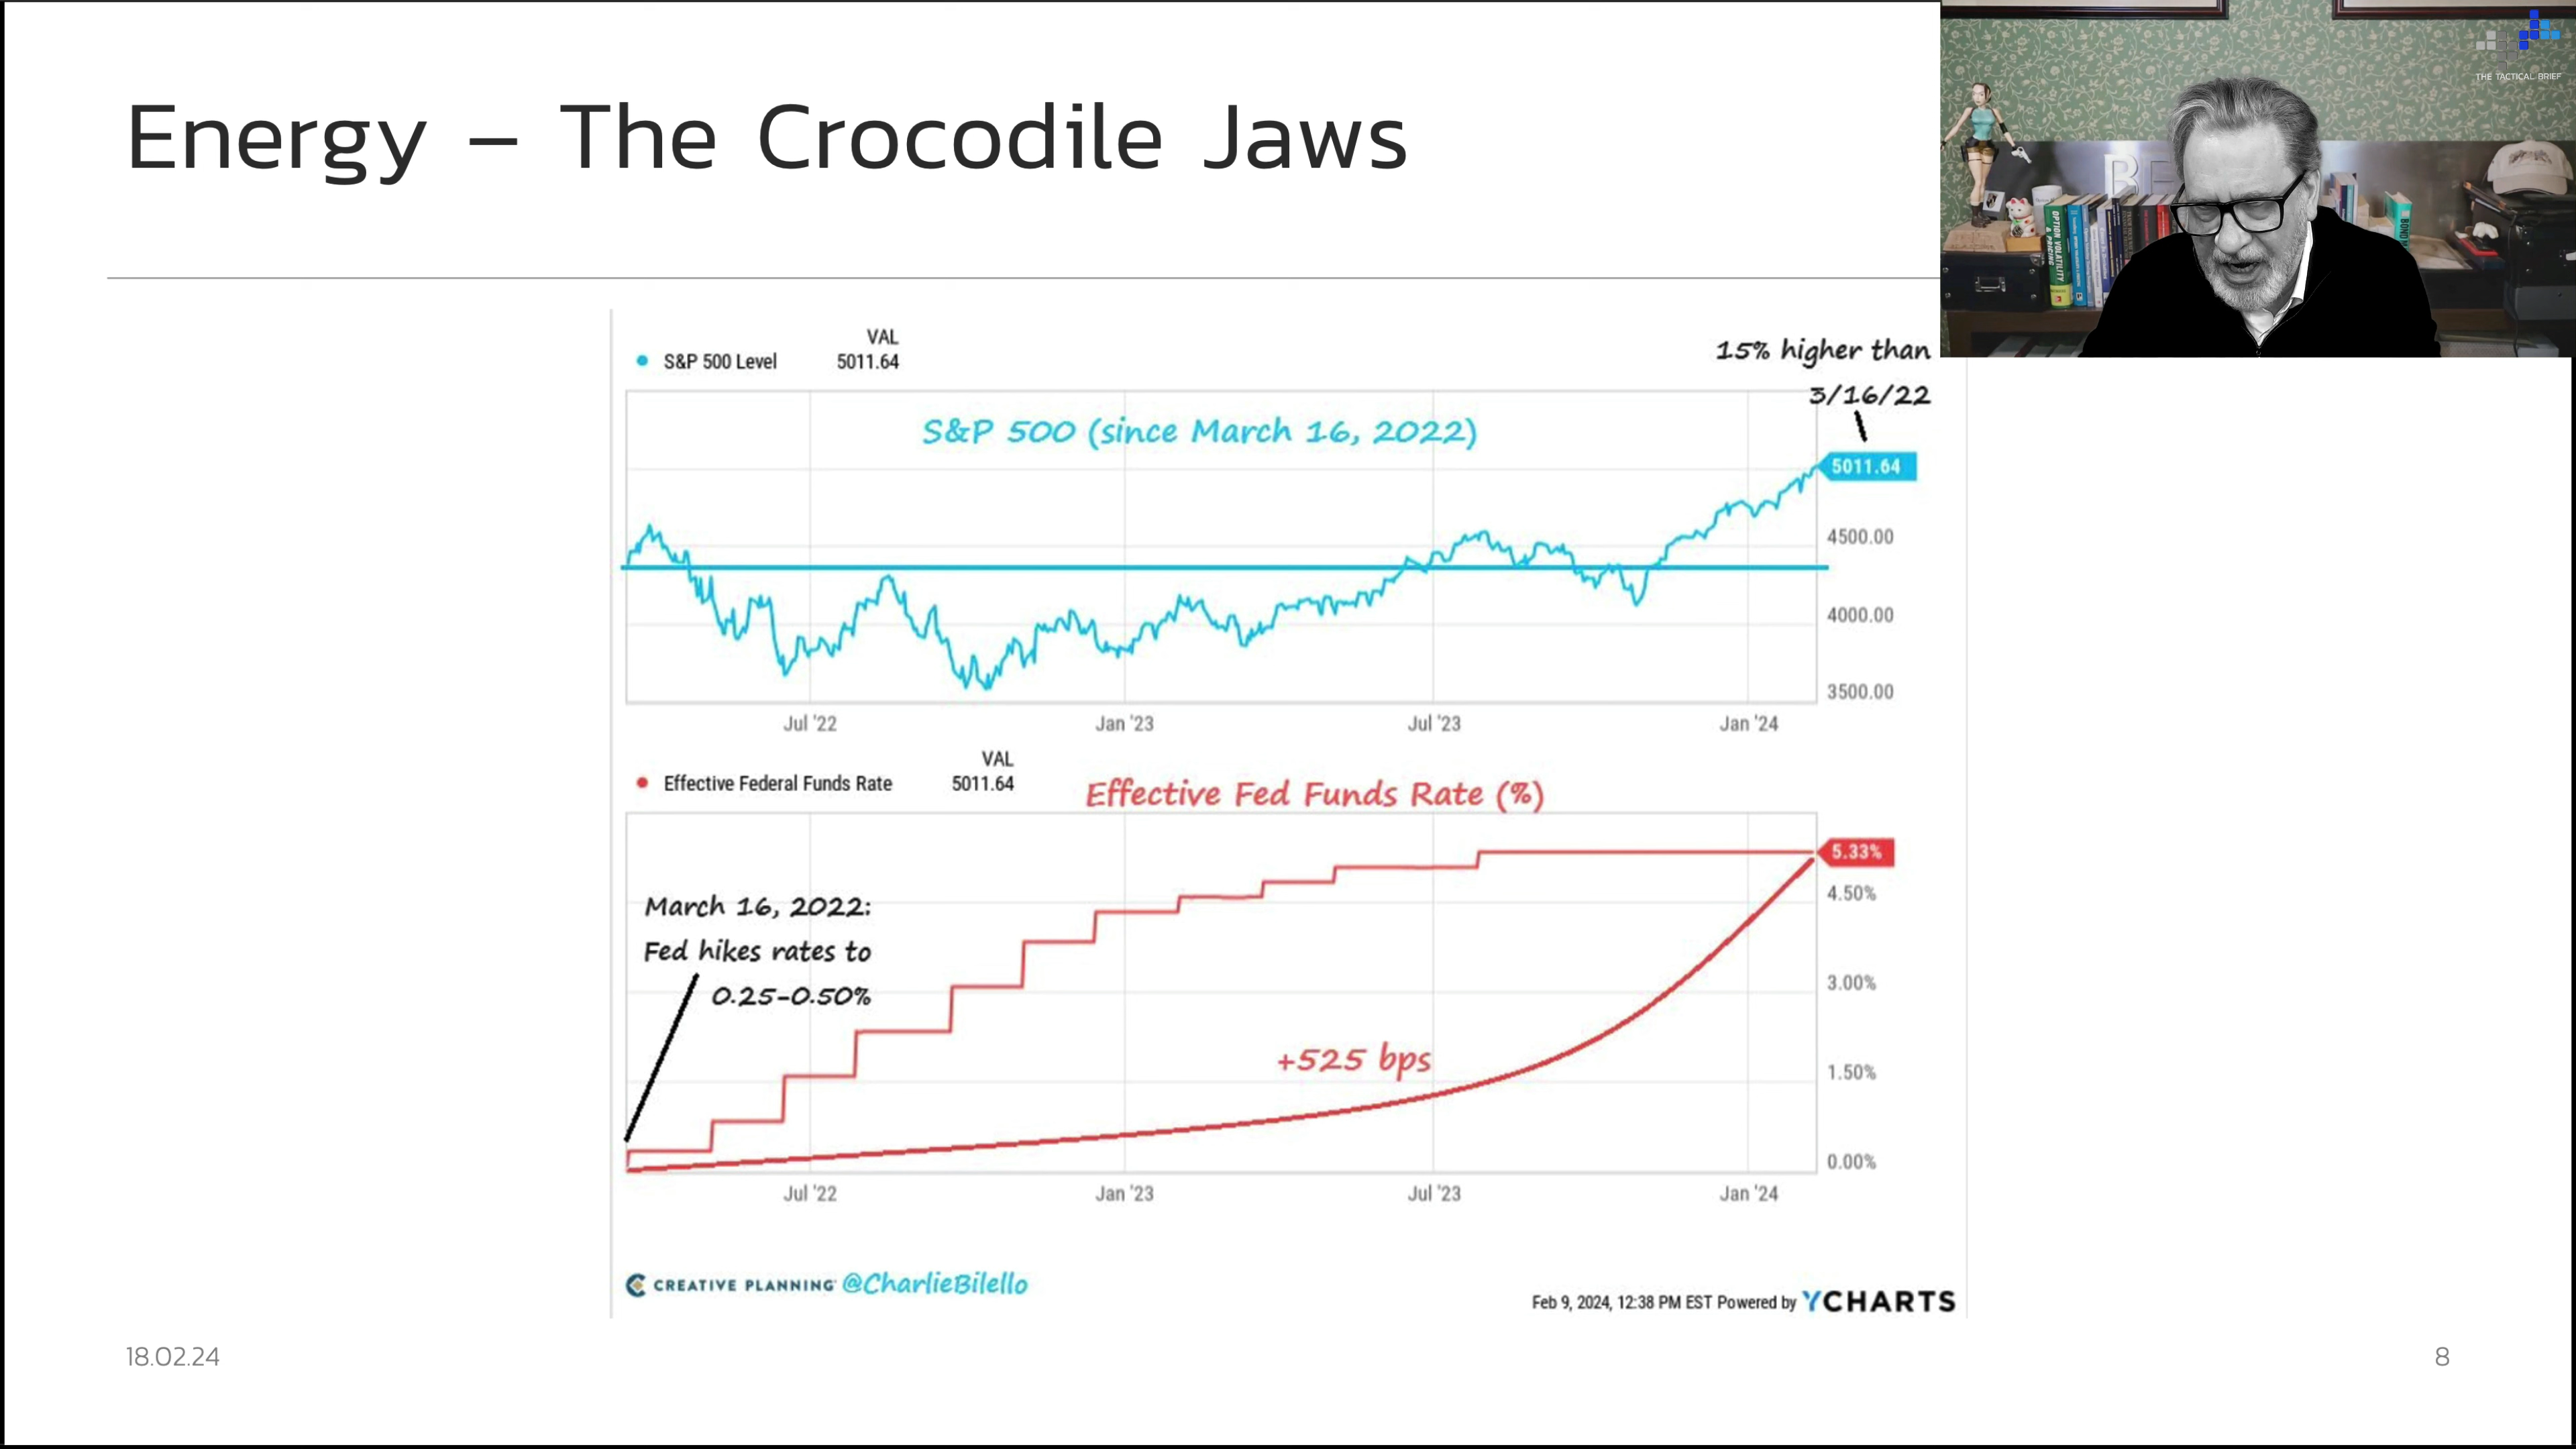 Energy – The Crocodile Jaws
THE TACTICAL BRIEF
BE
OPTION VOLATILITY
& PRICING
VAL
S&P 500 Level 5011.64
15% higher than
3/16/22
S&P 500 (since March 16, 2022)
5011.64
4500.00
4000.00
3500.00
Jul '22 Jan '23 Jul '23 Jan '24
VAL
Effective Federal Funds Rate 5011.64
Effective Fed Funds Rate (%)
5.33%
4.50%
3.00%
1.50%
0.00%
March 16, 2022:
Fed hikes rates to
0.25-0.50%
+525 bps
Jul '22 Jan '23 Jul '23 Jan '24
CREATIVE PLANNING @CharlieBilello
Feb 9, 2024, 12:38 PM EST Powered by YCHARTS
18.02.24
8